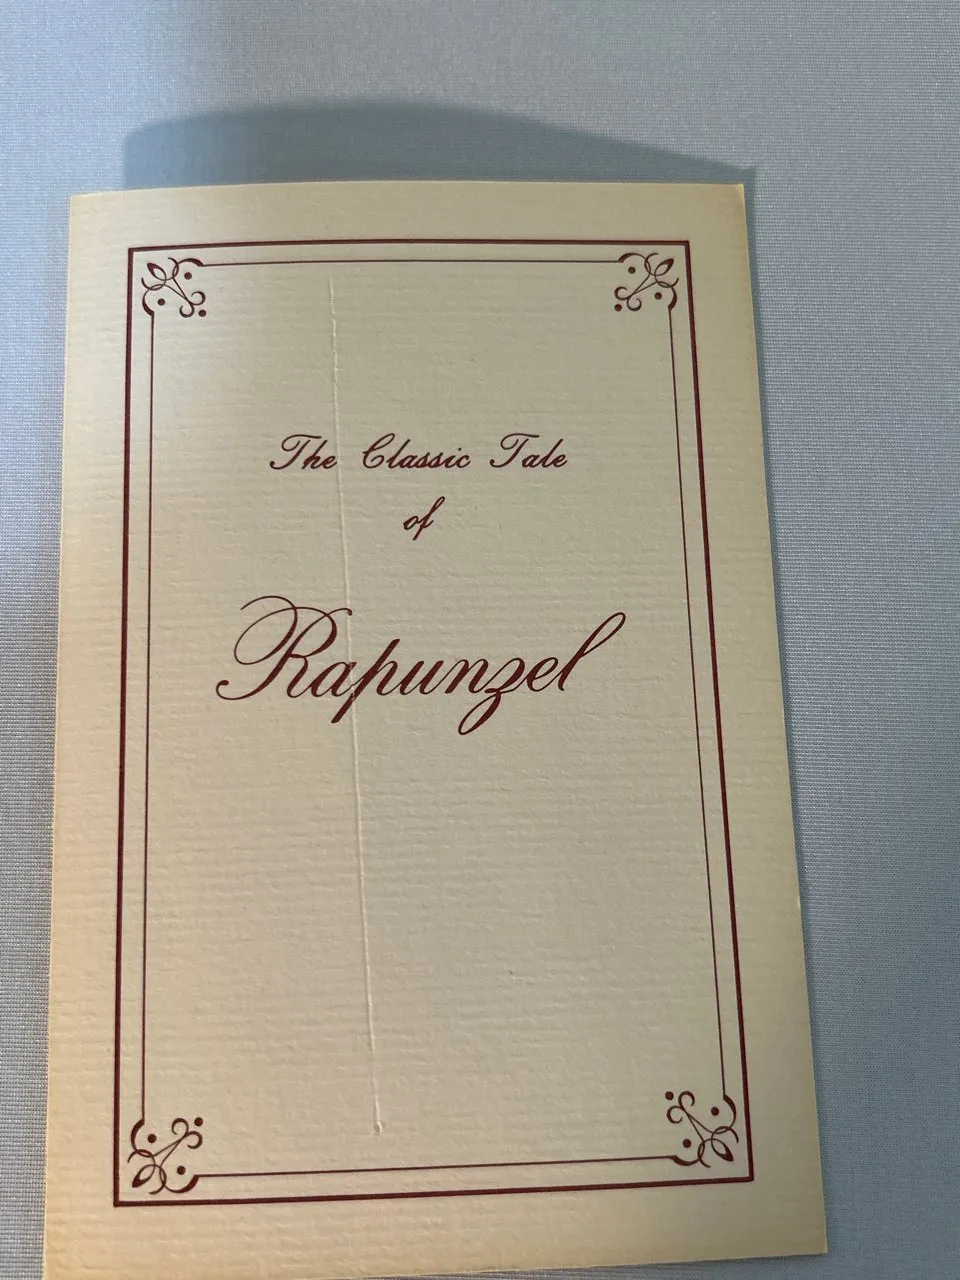 The Classic Tale
of
Rapunzel